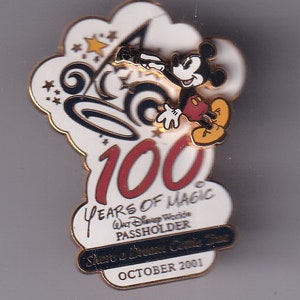 100
YEARS OF MAGIC
Walt Disney World®
PASSHOLDER
Share a Dream Come True
OCTOBER 2001